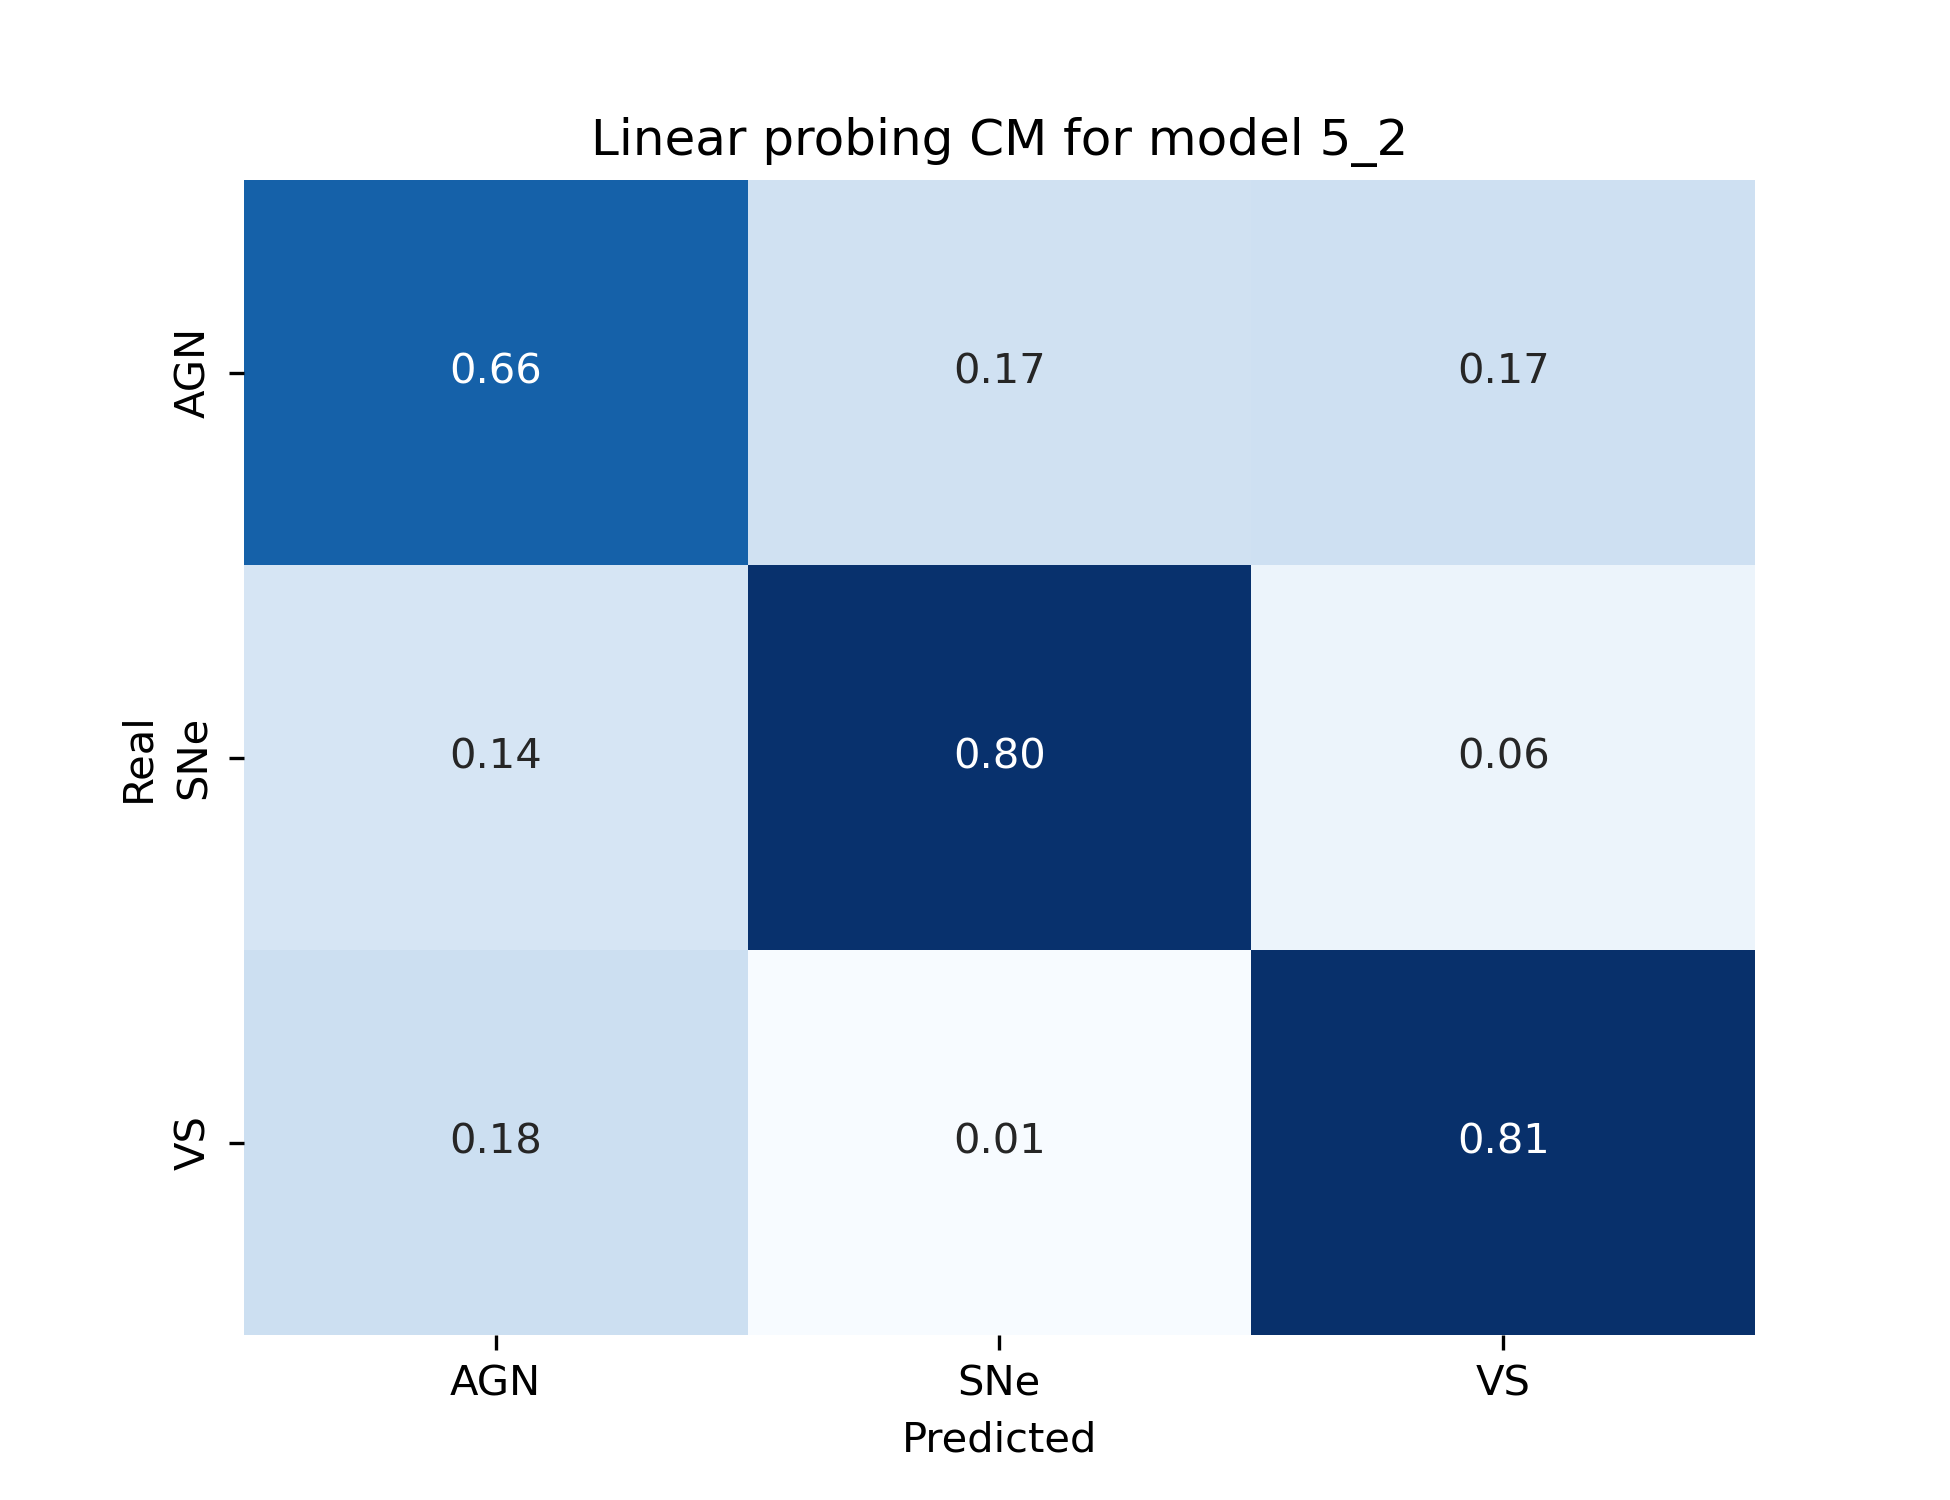 Linear probing CM for model 5_2
AGN
0.66
0.17
0.17
Real
SNe
0.14
0.80
0.06
VS
0.18
0.01
0.81
AGN
SNe
VS
Predicted